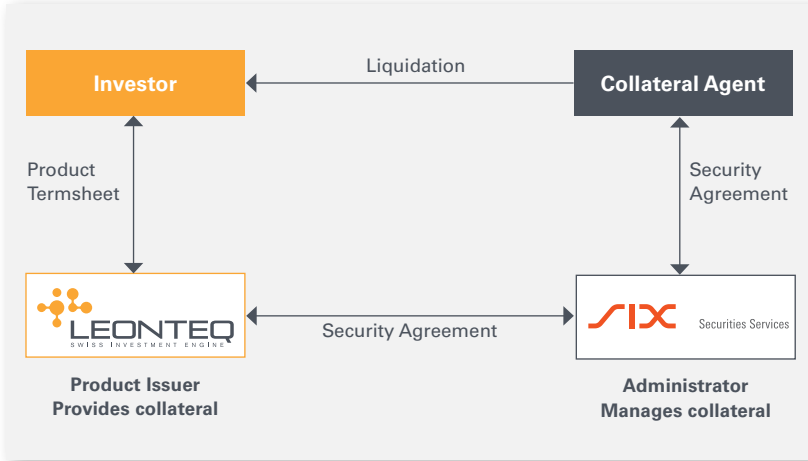 Investor
Liquidation
Collateral Agent
Product
Termsheet
Security
Agreement
LEONTEQ
SWISS INVESTMENT ENGINE
Security Agreement
SIX
Securities Services
Product Issuer
Provides collateral
Administrator
Manages collateral